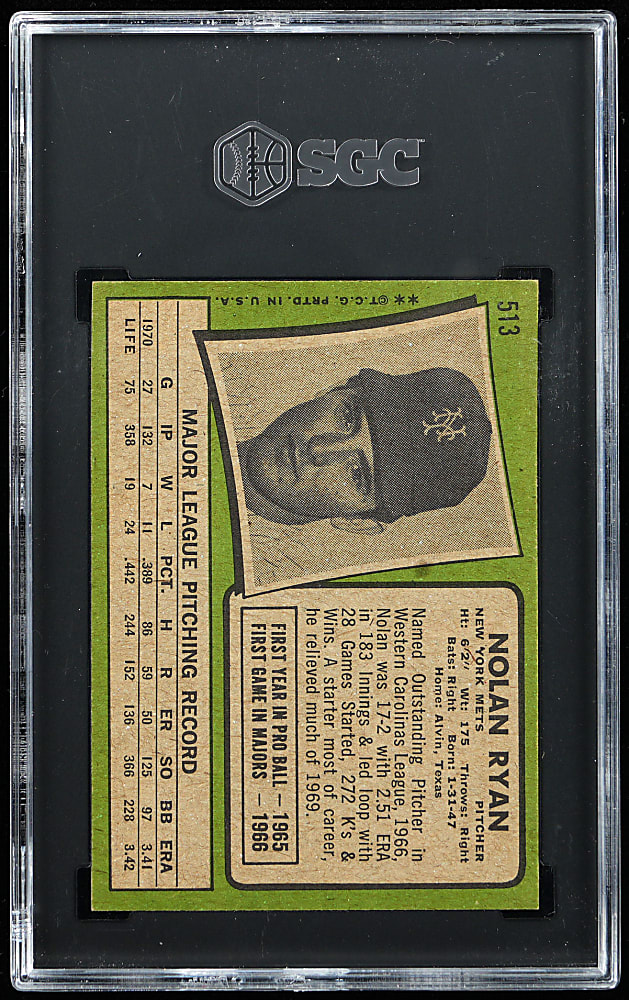 SGC
513
NOLAN RYAN
NEW YORK METS PITCHER
Ht: 6'2" Wt: 175 Throws: Right
Bats: Right Born: 1-31-47
Home: Alvin, Texas
Named Outstanding Pitcher in
Western Carolinas League, 1966,
Nolan was 17-2 with 2.51 ERA
in 183 Innings & led loop with
28 Games Started, 272 K's &
Wins. A starter most of career,
he relieved much of 1969.
FIRST YEAR IN PRO BALL — 1965
FIRST GAME IN MAJORS — 1966
NY
**©T.C.G. PRTD. IN U.S.A.
MAJOR LEAGUE PITCHING RECORD
G IP W L PCT. H R ER SO BB ERA
1970 27 132 7 11 .389 86 59 50 125 97 3.41
LIFE 75 358 19 24 .442 244 152 136 366 228 3.42